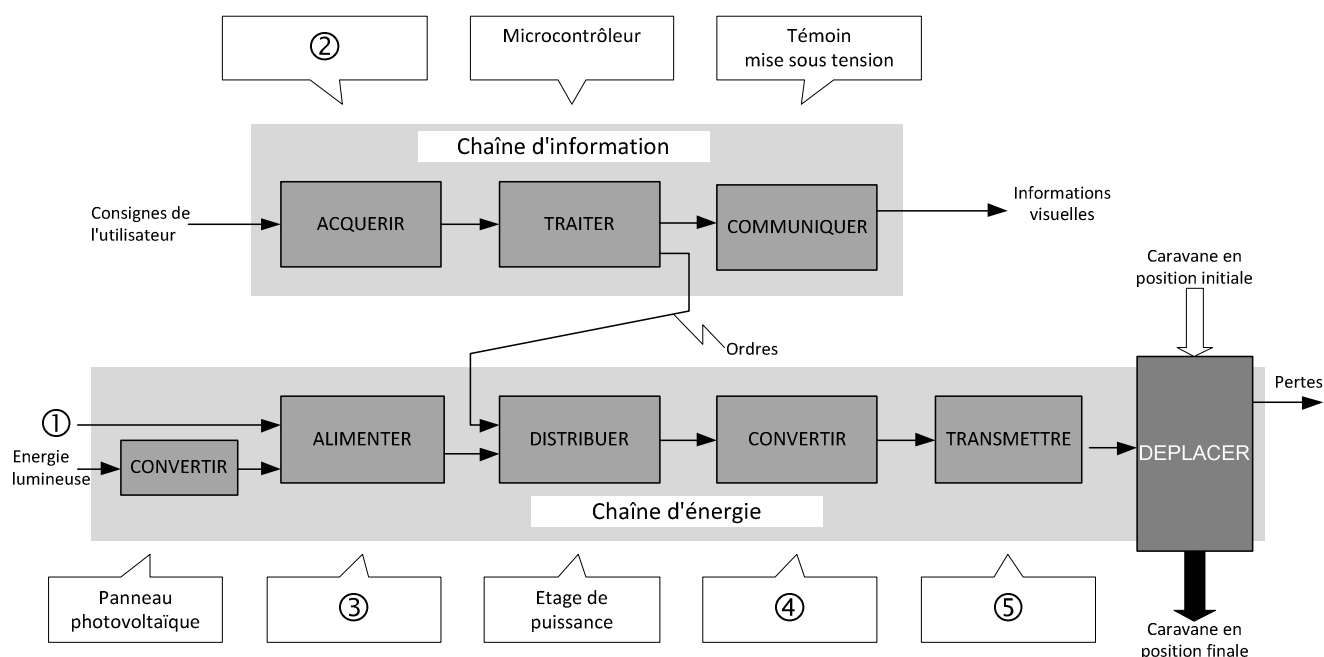 ②
Microcontrôleur
Témoin
mise sous tension
Chaîne d'information
Consignes de
l'utilisateur
ACQUERIR
TRAITER
COMMUNIQUER
Informations
visuelles
Caravane en
position initiale
Ordres
①
Energie
lumineuse
CONVERTIR
ALIMENTER
DISTRIBUER
CONVERTIR
TRANSMETTRE
DEPLACER
Pertes
Chaîne d'énergie
Panneau
photovoltaïque
③
Etage de
puissance
④
⑤
Caravane en
position finale